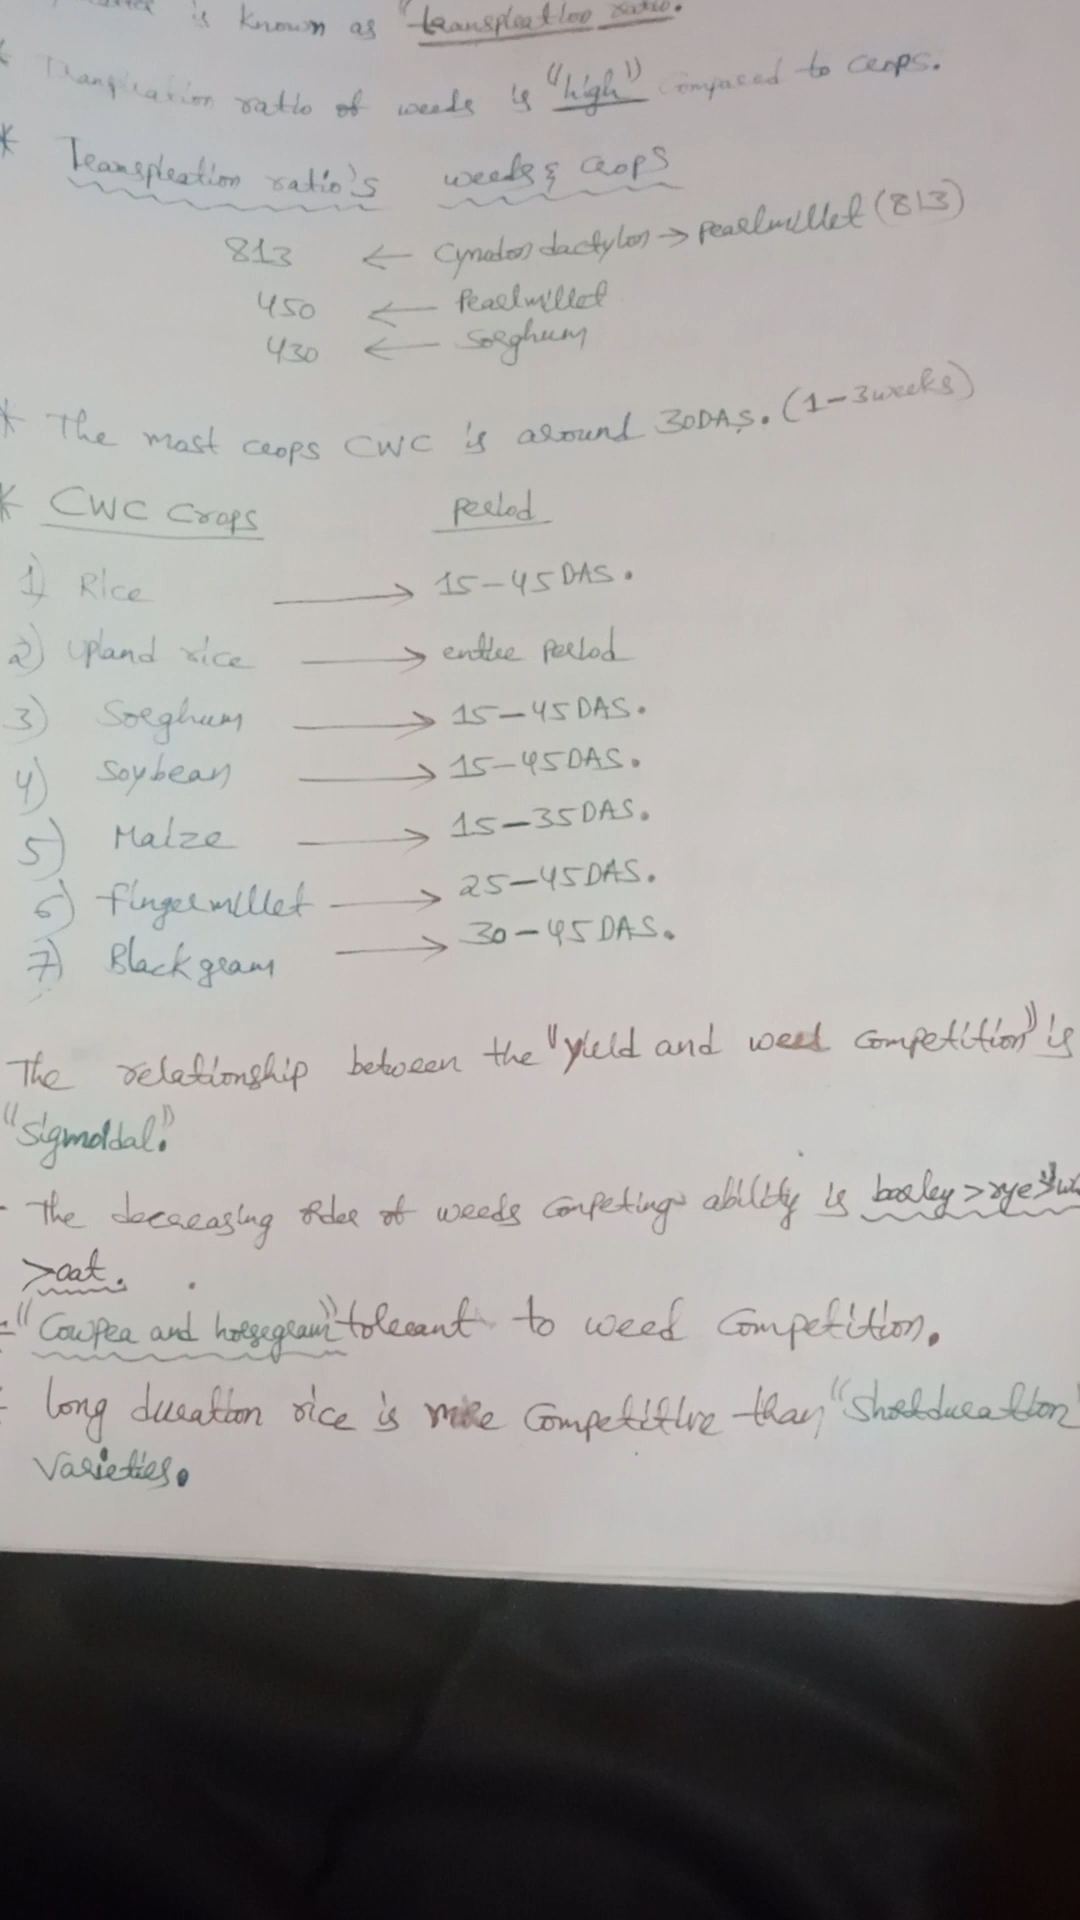 is known as "transpiration ratio.
* Transpiration ratio of weeds is "high" compared to crops.
* Transpiration ratio's weeds & crops
813 ← Cynodon dactylon → Pearlmillet (813)
450 ← Pearlmillet
430 ← Sorghum
* The most crops CWC is around 30DAS. (1-3weeks)
* CWC Crops Period
1) Rice → 15-45 DAS.
2) upland rice → entire period
3) Sorghum → 15-45 DAS.
4) Soybean → 15-45 DAS.
5) Maize → 15-35 DAS.
6) fingermillet → 25-45 DAS.
7) Blackgram → 30-45 DAS.
The relationship between the "yield and weed competition" is
"Sigmoidal."
- The decreasing order of weeds competing ability is barley > rye >
> oat.
- "Cowpea and horsegram" tolerant to weed Competition.
- long duration rice is more Competitive than "Short duration"
Varieties.